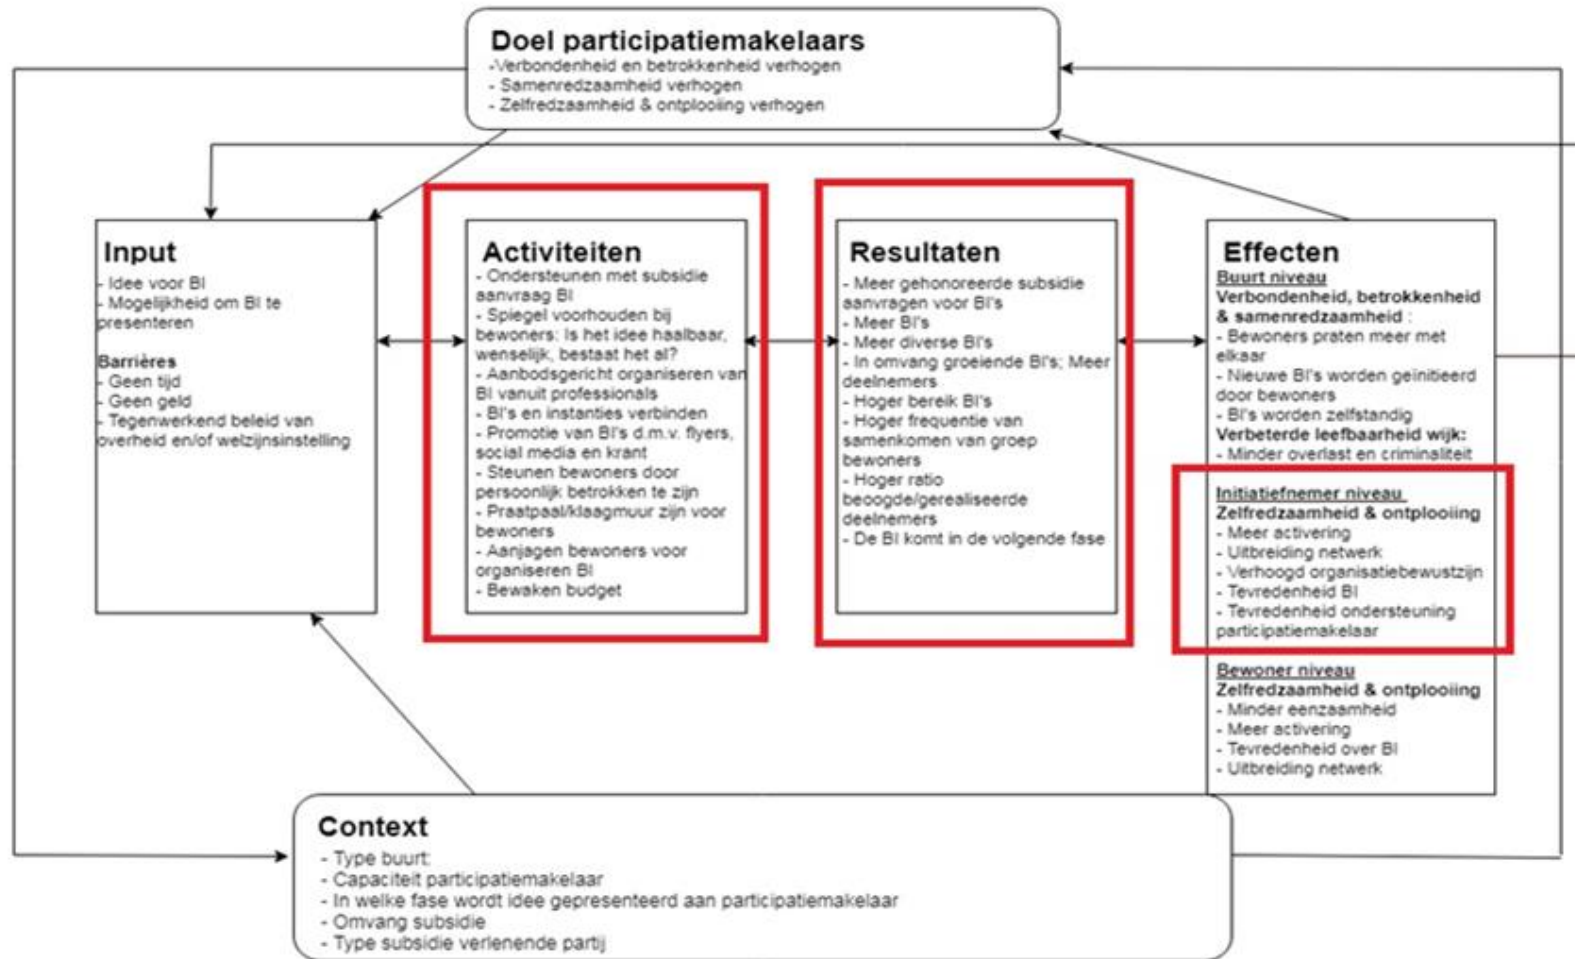 Doel participatiemakelaars
-Verbondenheid en betrokkenheid verhogen
- Samenredzaamheid verhogen
- Zelfredzaamheid & ontplooiing verhogen
Input
- Idee voor BI
- Mogelijkheid om BI te
presenteren
Barrières
- Geen tijd
- Geen geld
- Tegenwerkend beleid van
overheid en/of welzijnsinstelling
Activiteiten
- Ondersteunen met subsidie
aanvraag BI
- Spiegel voorhouden bij
bewoners: Is het idee haalbaar,
wenselijk, bestaat het al?
- Aanbodsgericht organiseren van
BI vanuit professionals
- BI's en instanties verbinden
- Promotie van BI's d.m.v. flyers,
social media en krant
- Steunen bewoners door
persoonlijk betrokken te zijn
- Praatpaal/klaagmuur zijn voor
bewoners
- Aanjagen bewoners voor
organiseren BI
- Bewaken budget
Resultaten
- Meer gehonoreerde subsidie
aanvragen voor BI's
- Meer BI's
- Meer diverse BI's
- In omvang groeiende BI's; Meer
deelnemers
- Hoger bereik BI's
- Hoger frequentie van
samenkomen van groep
bewoners
- Hoger ratio
beoogde/gerealiseerde
deelnemers
- De BI komt in de volgende fase
Effecten
Buurt niveau
Verbondenheid, betrokkenheid
& samenredzaamheid :
- Bewoners praten meer met
elkaar
- Nieuwe BI's worden geïnitieerd
door bewoners
- BI's worden zelfstandig
Verbeterde leefbaarheid wijk:
- Minder overlast en criminaliteit
Initiatiefnemer niveau
Zelfredzaamheid & ontplooiing
- Meer activering
- Uitbreiding netwerk
- Verhoogd organisatiebewustzijn
- Tevredenheid BI
- Tevredenheid ondersteuning
participatiemakelaar
Bewoner niveau
Zelfredzaamheid & ontplooiing
- Minder eenzaamheid
- Meer activering
- Tevredenheid over BI
- Uitbreiding netwerk
Context
- Type buurt:
- Capaciteit participatiemakelaar
- In welke fase wordt idee gepresenteerd aan participatiemakelaar
- Omvang subsidie
- Type subsidie verlenende partij